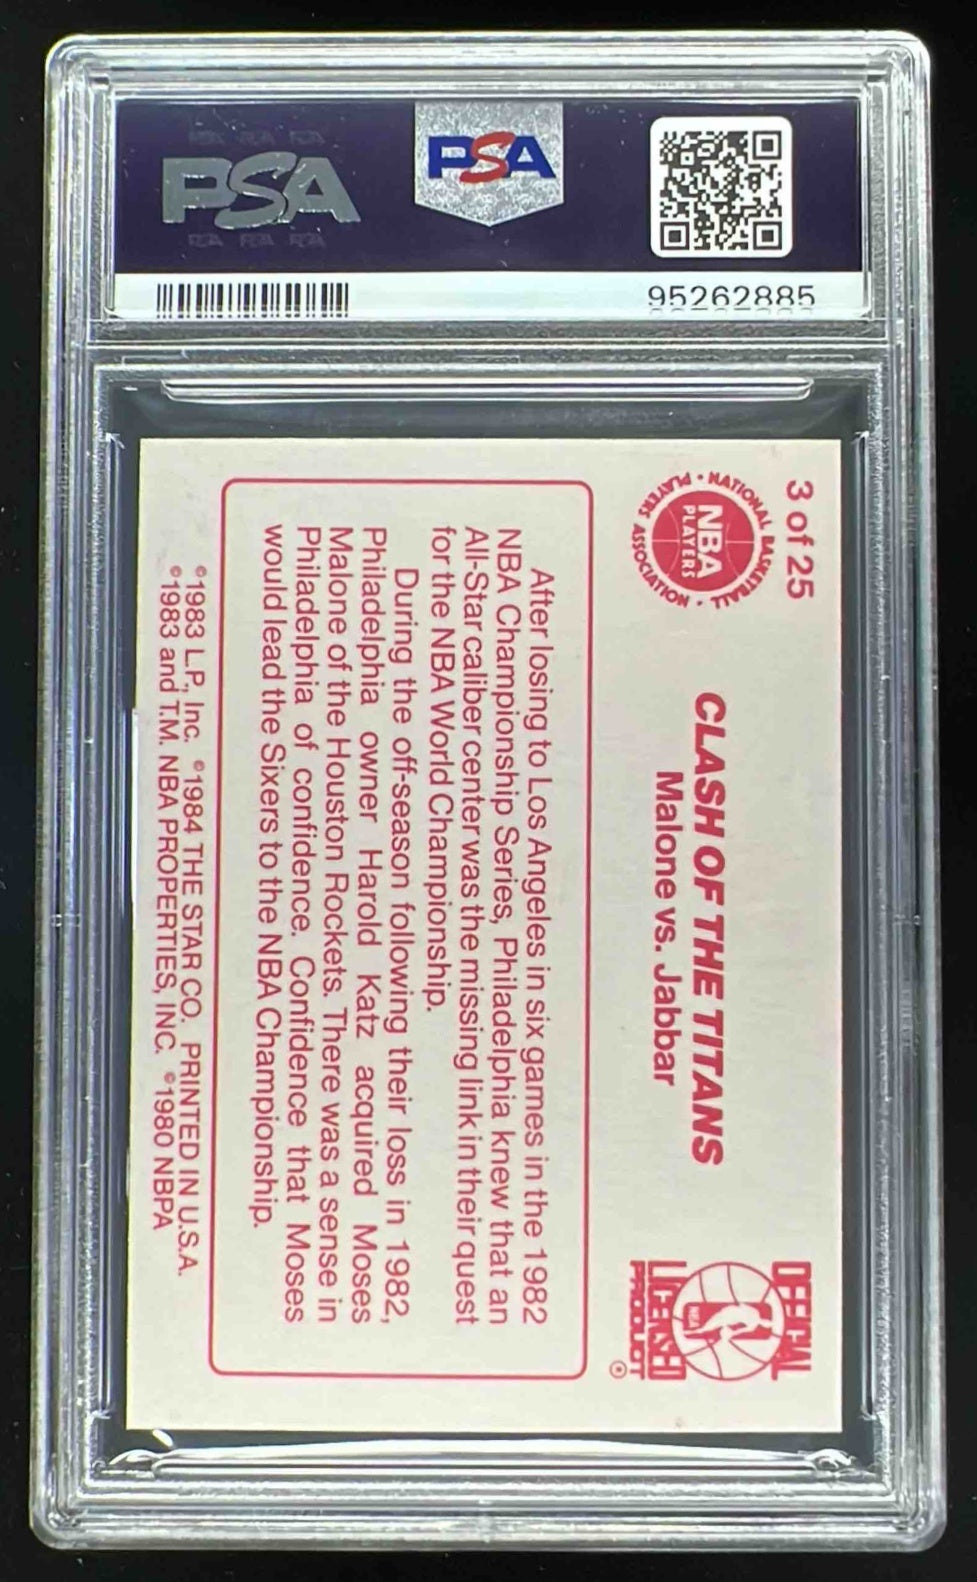 PSA
PSA
95262885
3 of 25
NATIONAL BASKETBALL PLAYERS ASSOCIATION
NBA
PLAYERS
CLASH OF THE TITANS
Malone vs. Jabbar
OFFICIAL
NBA
LICENSED
PRODUCT
®
After losing to Los Angeles in six games in the 1982
NBA Championship Series, Philadelphia knew that an
All-Star caliber center was the missing link in their quest
for the NBA World Championship.
During the off-season following their loss in 1982,
Philadelphia owner Harold Katz acquired Moses
Malone of the Houston Rockets. There was a sense in
Philadelphia of confidence. Confidence that Moses
would lead the Sixers to the NBA Championship.
©1983 L.P., Inc. ©1984 THE STAR CO. PRINTED IN U.S.A.
©1983 and T.M. NBA PROPERTIES, INC. ©1980 NBPA